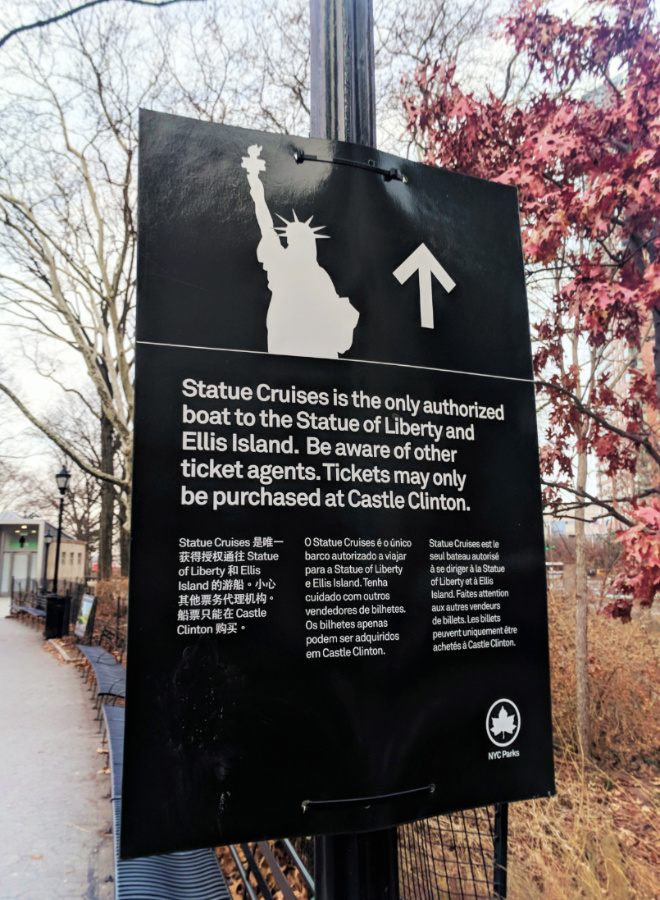 Statue Cruises is the only authorized
boat to the Statue of Liberty and
Ellis Island. Be aware of other
ticket agents. Tickets may only
be purchased at Castle Clinton.
Statue Cruises 是唯一
获得授权通往 Statue
of Liberty 和 Ellis
Island 的游船。小心
其他票务代理机构。
船票只能在 Castle
Clinton 购买。
O Statue Cruises é o único
barco autorizado a viajar
para a Statue of Liberty
e Ellis Island. Tenha
cuidado com outros
vendedores de bilhetes.
Os bilhetes apenas
podem ser adquiridos
em Castle Clinton.
Statue Cruises est le
seul bateau autorisé
à se diriger à la Statue
of Liberty et à Ellis
Island. Faites attention
aux autres vendeurs
de billets. Les billets
peuvent uniquement être
achetés à Castle Clinton.
NYC Parks